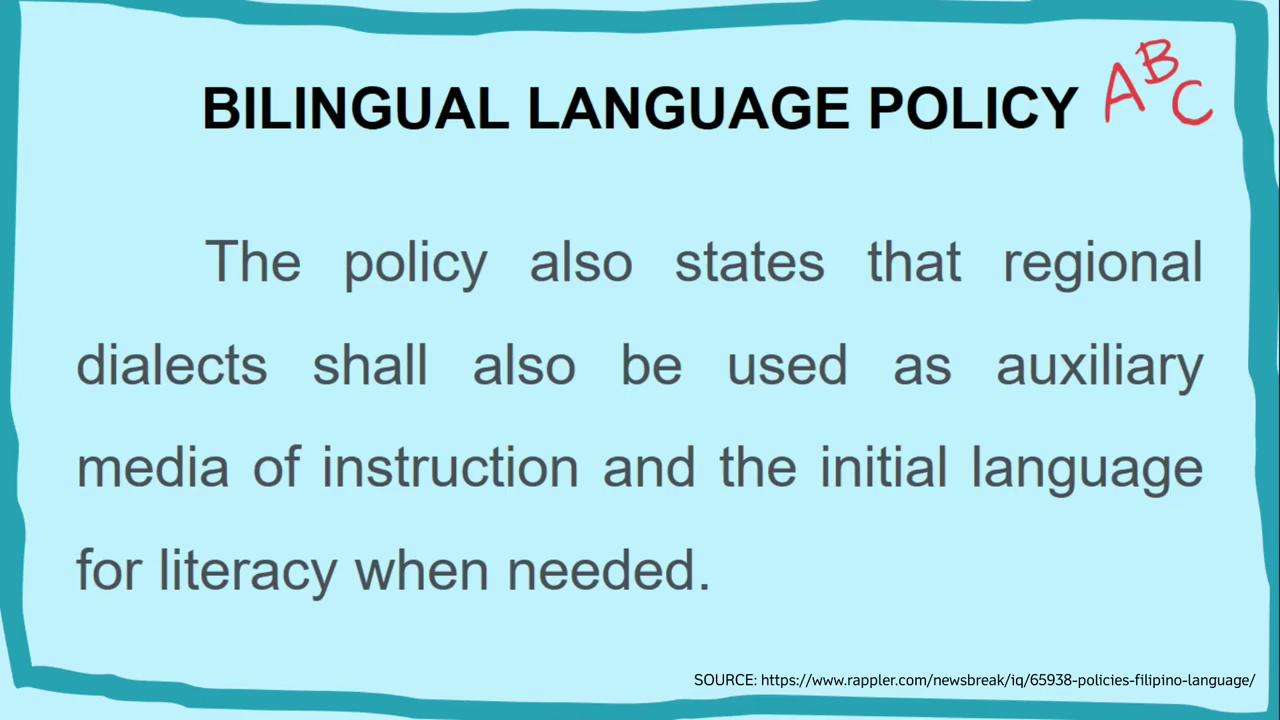 BILINGUAL LANGUAGE POLICY
ABC
The policy also states that regional
dialects shall also be used as auxiliary
media of instruction and the initial language
for literacy when needed.
SOURCE: https://www.rappler.com/newsbreak/iq/65938-policies-filipino-language/